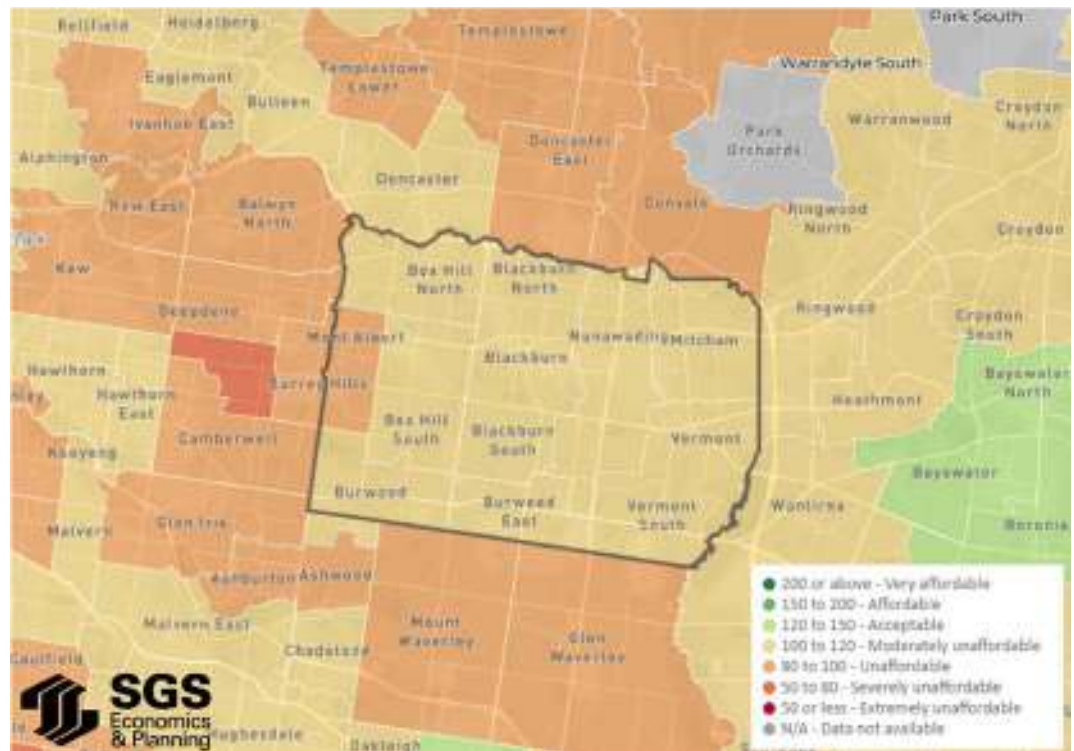 Bellfield
Heidelberg
Templestowe
Park South
Eaglemont
Templestowe
Lower
Warrandyte South
Bulleen
Ivanhoe East
Park
Orchards
Warranwood
Croydon
North
Alphington
Doncaster
East
Doncaster
Kew East
Balwyn
North
Donvale
Ringwood
North
Croydon
Kew
Box Hill
North
Blackburn
North
Deepdene
Ringwood
Mont Albert
Nunawading
Mitcham
Croydon
South
Blackburn
Hawthorn
Surrey Hills
Bayswater
North
Hawthorn
East
Heathmont
Box Hill
South
Blackburn
South
Camberwell
Vermont
Kooyong
Bayswater
Burwood
Burwood
East
Vermont
South
Wantirna
Malvern
Glen Iris
Boronia
Ashburton
Ashwood
Malvern East
Mount
Waverley
Glen
Waverley
Chadstone
Caulfield
Hughesdale
Oakleigh
200 or above - Very affordable
150 to 200 - Affordable
120 to 150 - Acceptable
100 to 120 - Moderately unaffordable
80 to 100 - Unaffordable
50 to 80 - Severely unaffordable
50 or less - Extremely unaffordable
N/A - Data not available
SGS
Economics
& Planning